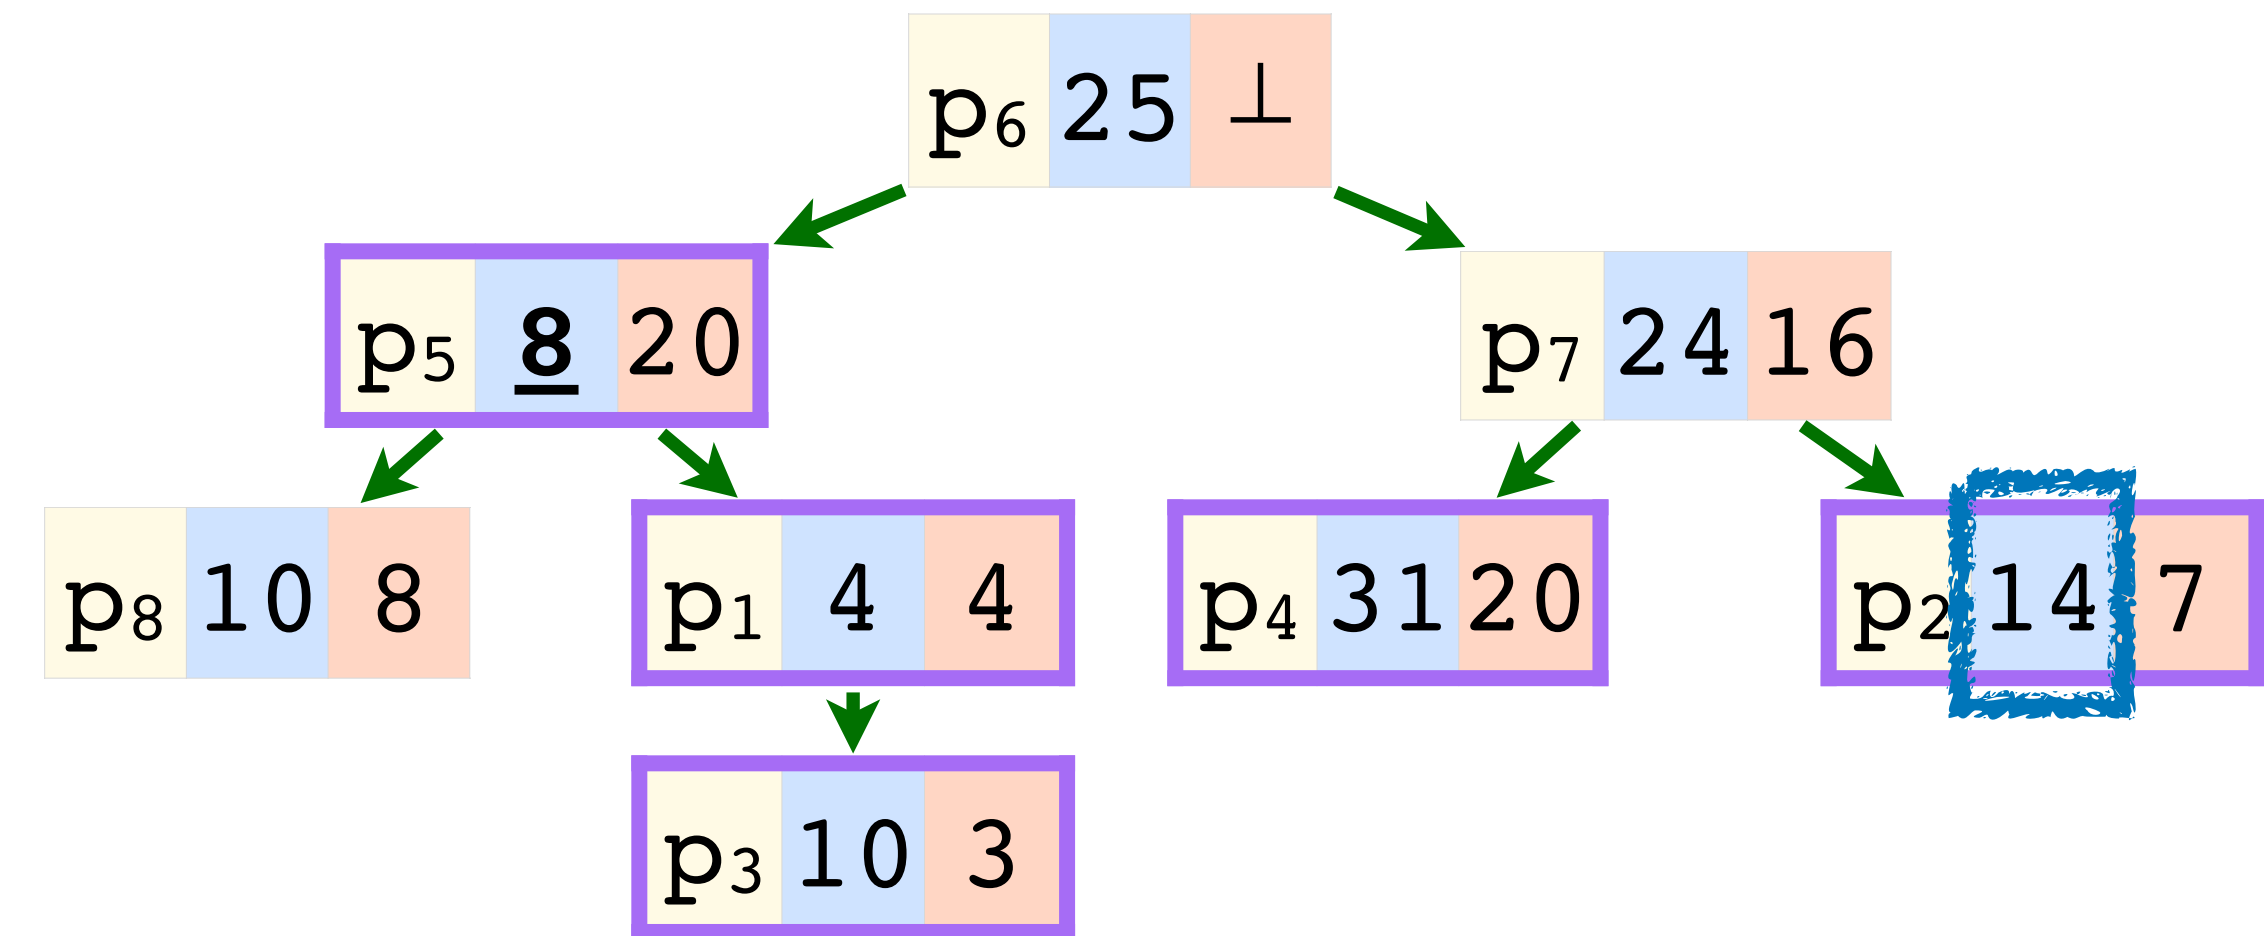 p₆ 25 ⊥
p₅ 8 20
p₇ 24 16
p₈ 10 8
p₁ 4 4
p₄ 31 20
p₂ 14 7
p₃ 10 3